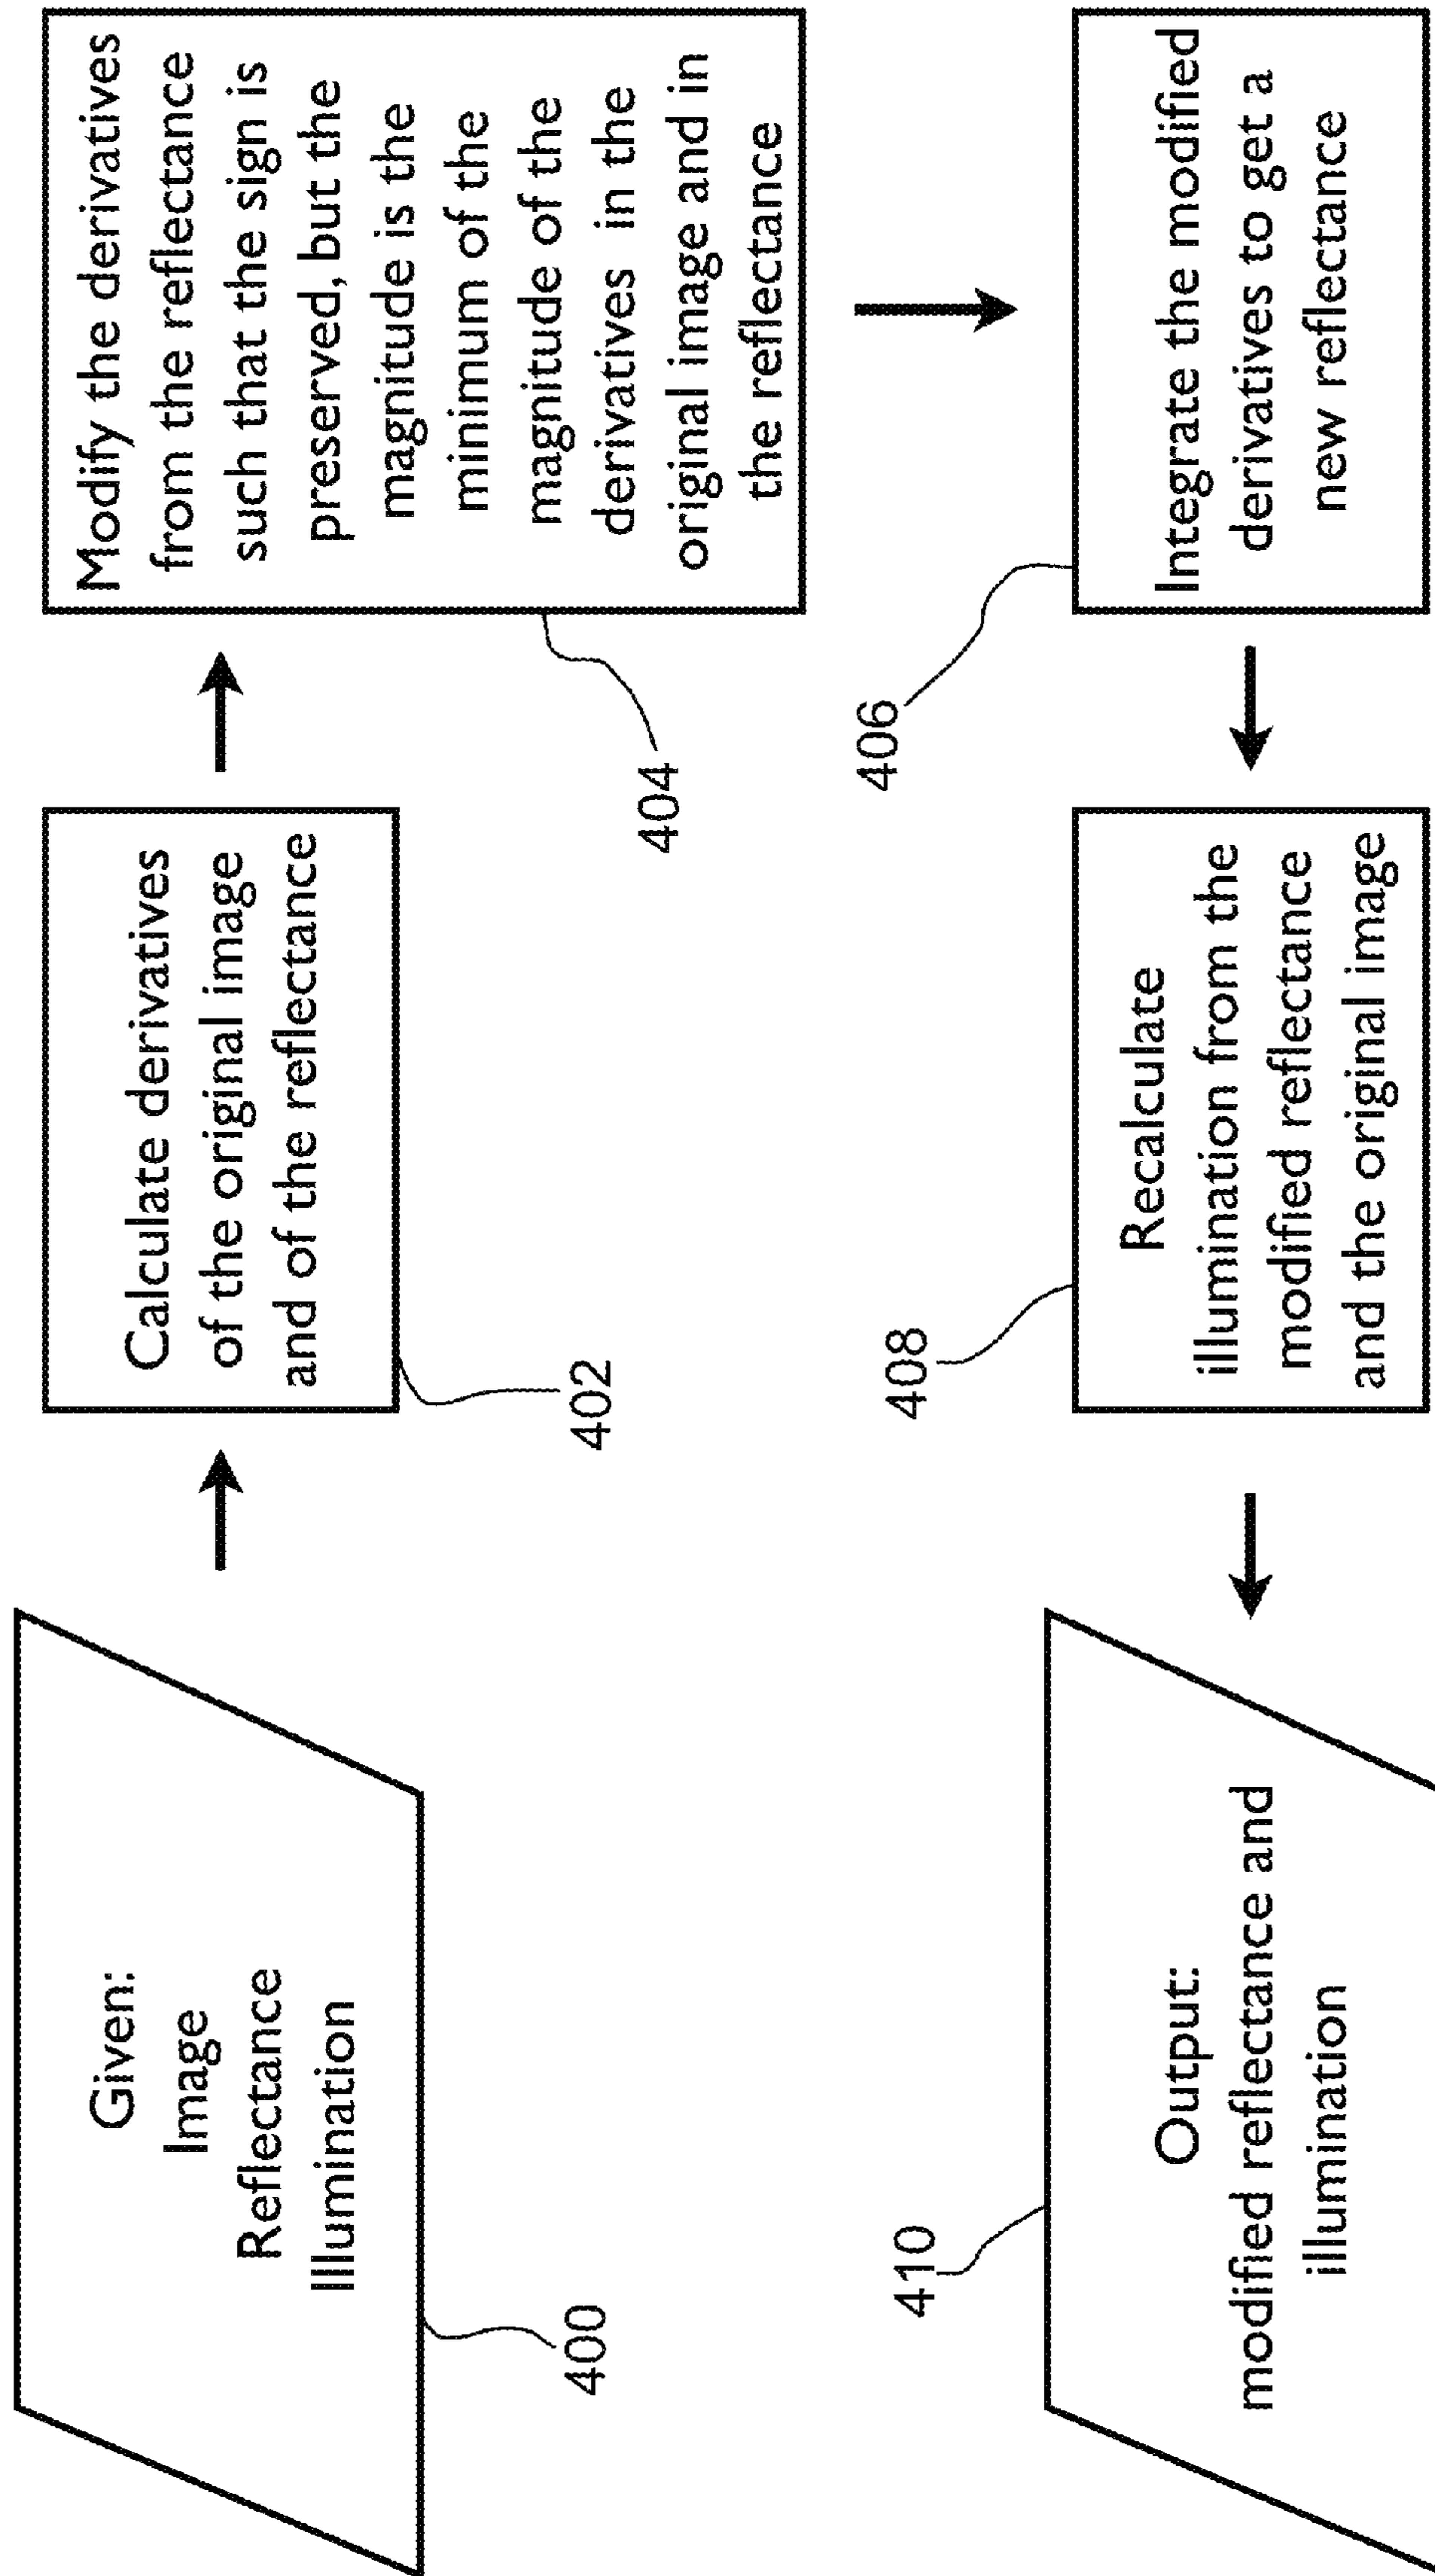 Given:
Image
Reflectance
Illumination
400
Calculate derivatives
of the original image
and of the reflectance
402
Modify the derivatives
from the reflectance
such that the sign is
preserved, but the
magnitude is the
minimum of the
magnitude of the
derivatives in the
original image and in
the reflectance
404
406
Integrate the modified
derivatives to get a
new reflectance
408
Recalculate
illumination from the
modified reflectance
and the original image
410
Output:
modified reflectance and
illumination